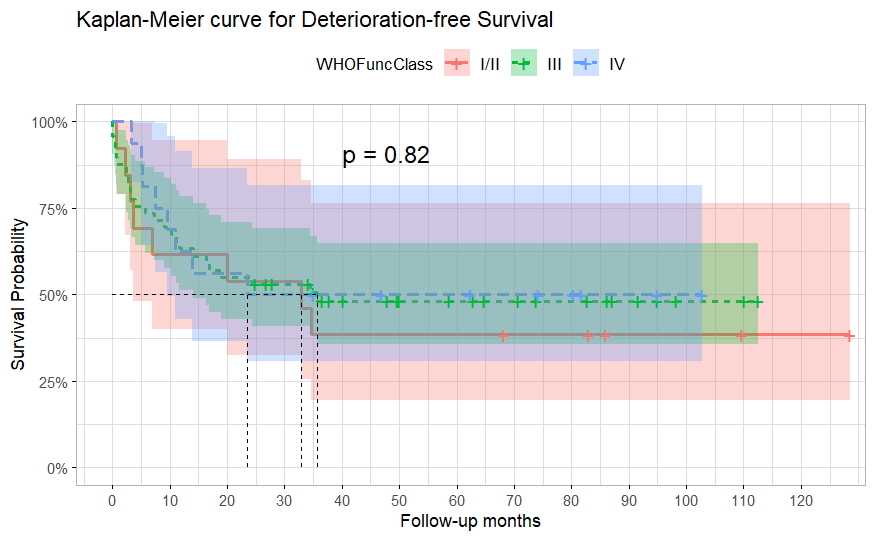 Kaplan-Meier curve for Deterioration-free Survival
WHOFuncClass I/II III IV
p = 0.82
Survival Probability
100%
75%
50%
25%
0%
0 10 20 30 40 50 60 70 80 90 100 110 120
Follow-up months